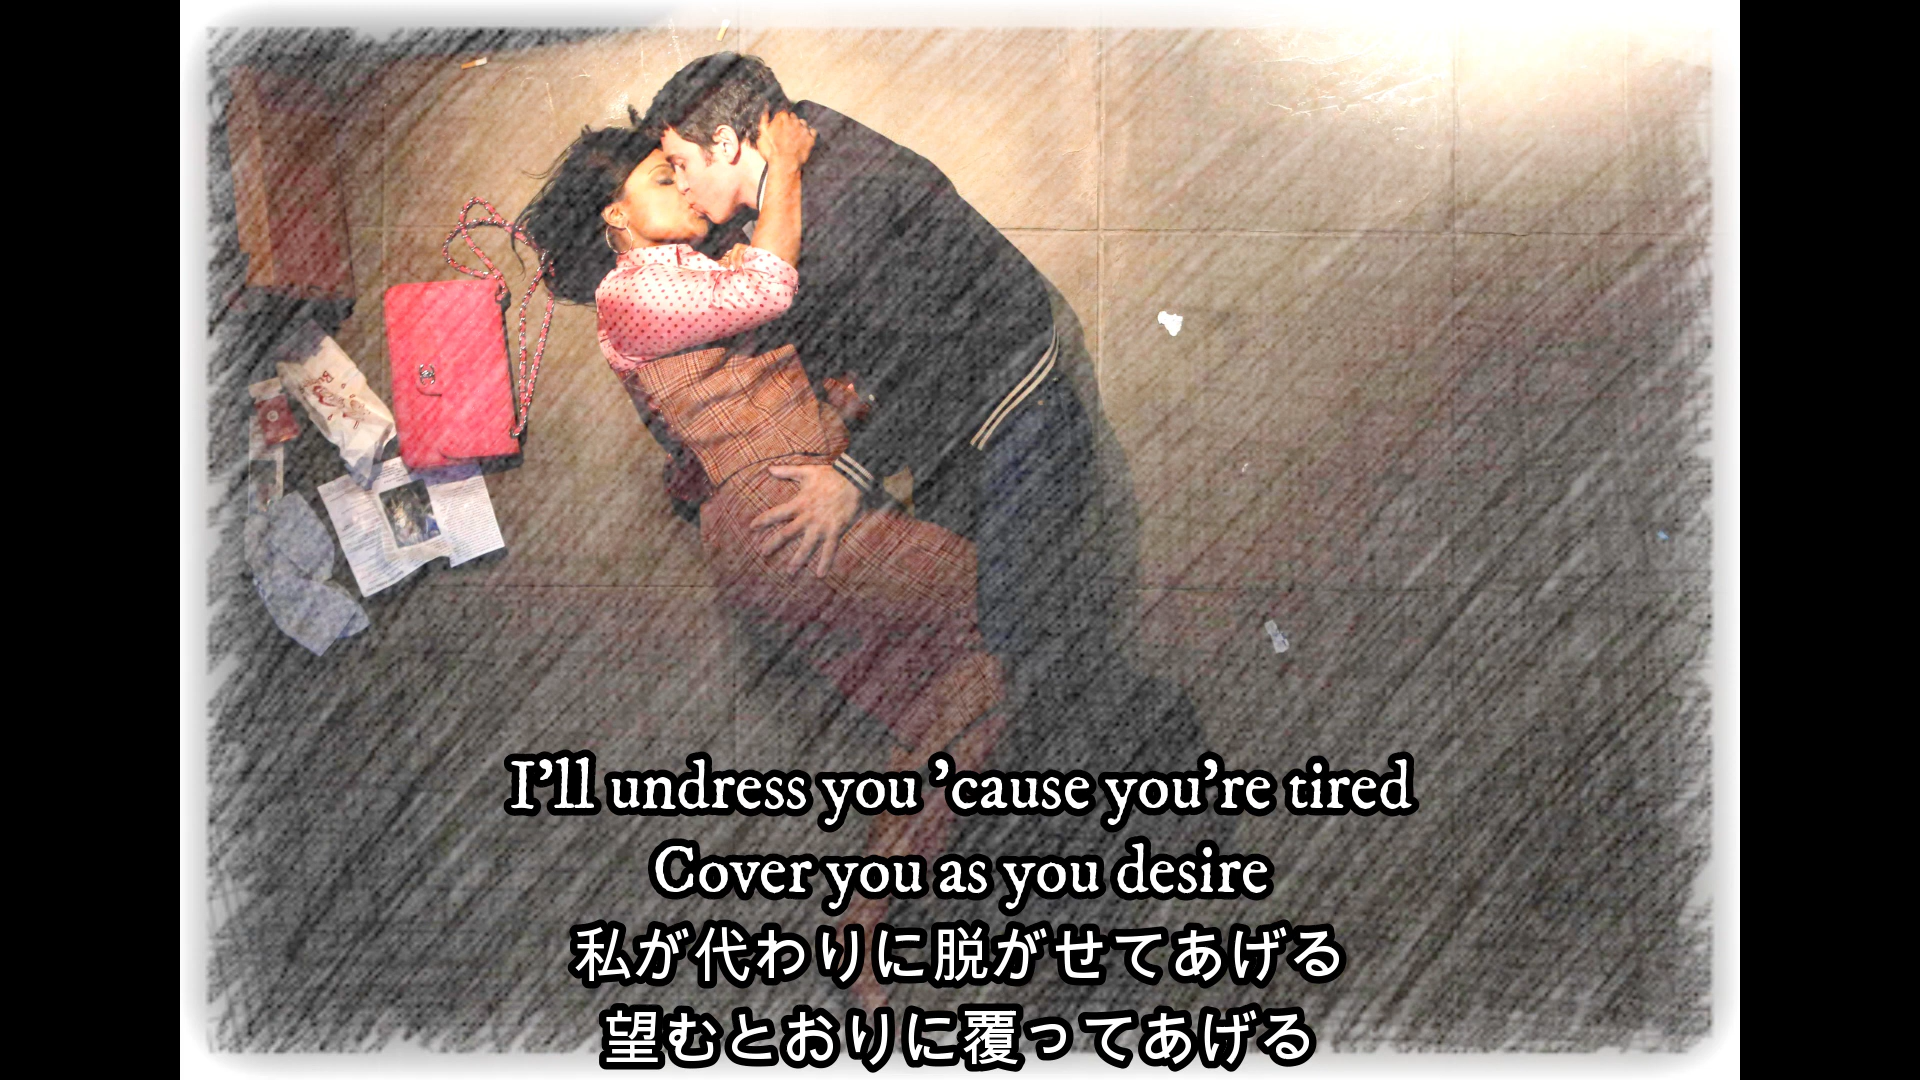 I'll undress you 'cause you're tired
Cover you as you desire
私が代わりに脱がせてあげる
望むとおりに覆ってあげる